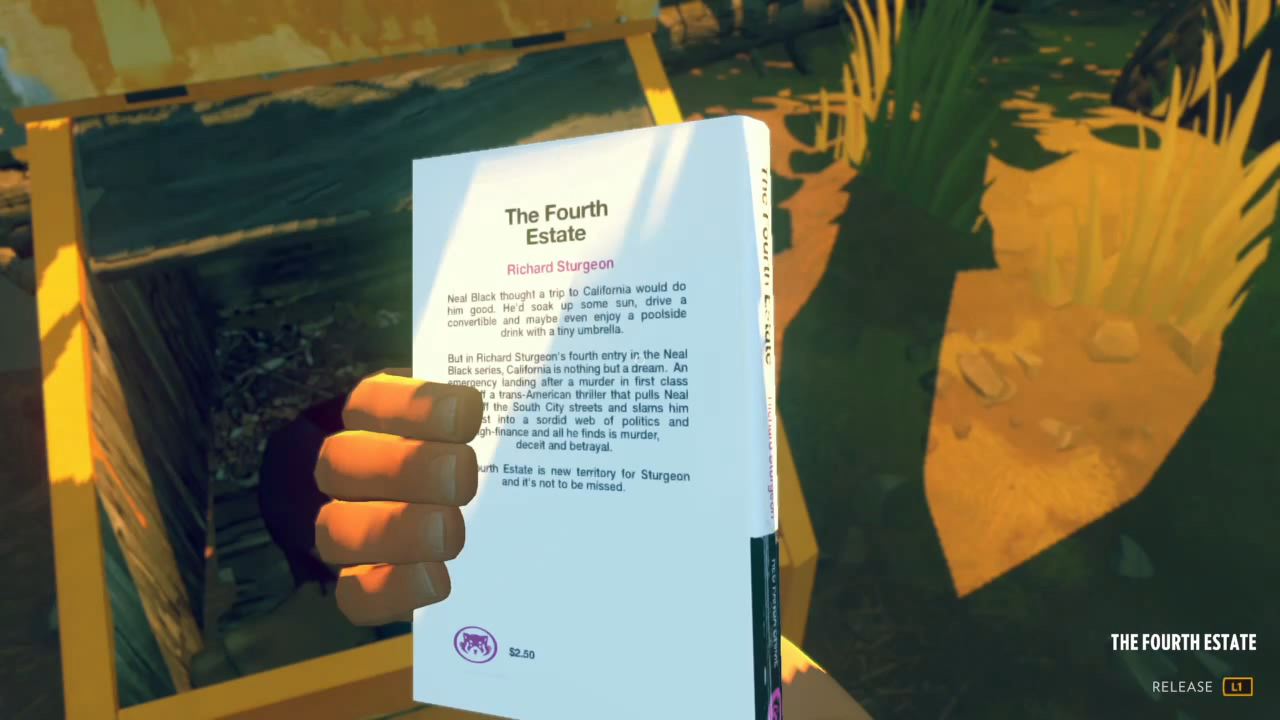 The Fourth
Estate
Richard Sturgeon
Neal Black thought a trip to California would do
him good. He'd soak up some sun, drive a
convertible and maybe even enjoy a poolside
drink with a tiny umbrella.
But in Richard Sturgeon's fourth entry in the Neal
Black series, California is nothing but a dream. An
emergency landing after a murder in first class
a trans-American thriller that pulls Neal
the South City streets and slams him
into a sordid web of politics and
finance and all he finds is murder,
deceit and betrayal.
Estate is new territory for Sturgeon
and it's not to be missed.
$2.50
The Fourth Estate
Richard Sturgeon
THE FOURTH ESTATE
RELEASE L1